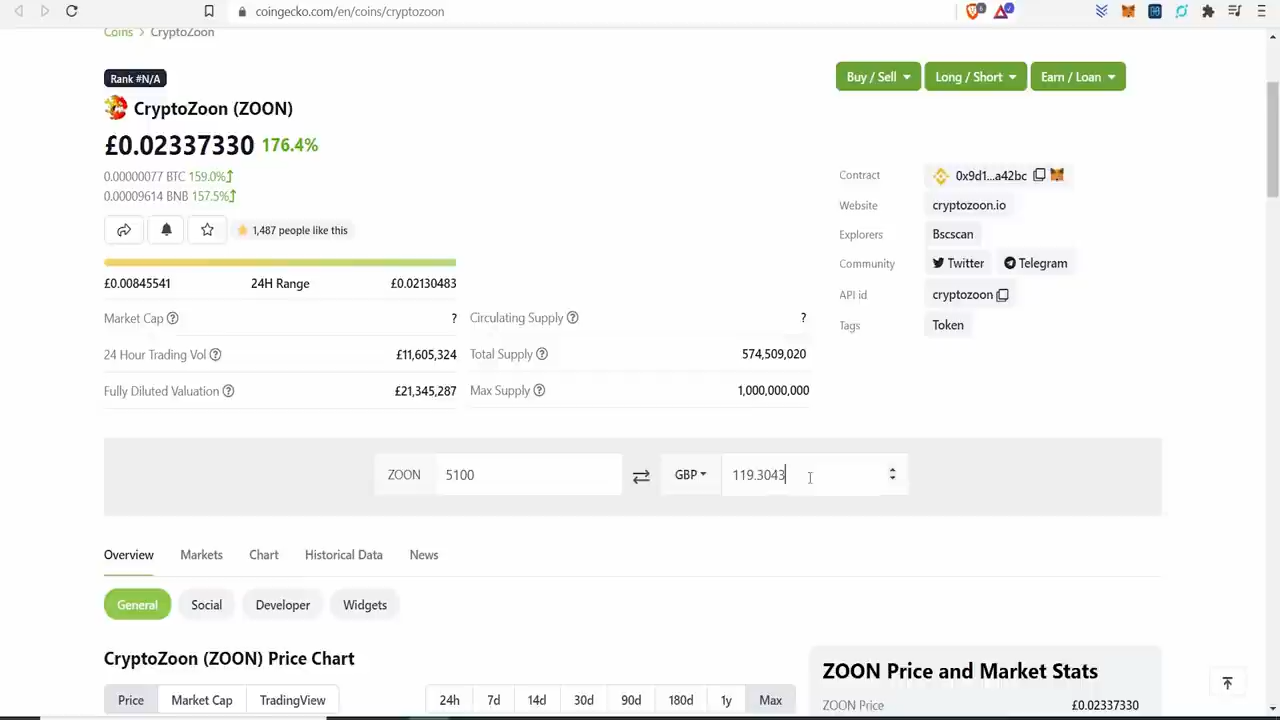 coingecko.com/en/coins/cryptozoon
Coins > CryptoZoon
Rank #N/A
Buy / Sell
Long / Short
Earn / Loan
CryptoZoon (ZOON)
£0.02337330 176.4%
0.00000077 BTC 159.0%
0.00009614 BNB 157.5%
1,487 people like this
£0.00845541 24H Range £0.02130483
Market Cap ?
24 Hour Trading Vol £11,605,324
Fully Diluted Valuation £21,345,287
Circulating Supply ?
Total Supply 574,509,020
Max Supply 1,000,000,000
Contract 0x9d1...a42bc
Website cryptozoon.io
Explorers Bscscan
Community Twitter Telegram
API id cryptozoon
Tags Token
ZOON 5100 GBP 119.3043
Overview Markets Chart Historical Data News
General Social Developer Widgets
CryptoZoon (ZOON) Price Chart
Price Market Cap TradingView 24h 7d 14d 30d 90d 180d 1y Max
ZOON Price and Market Stats
ZOON Price £0.02337330